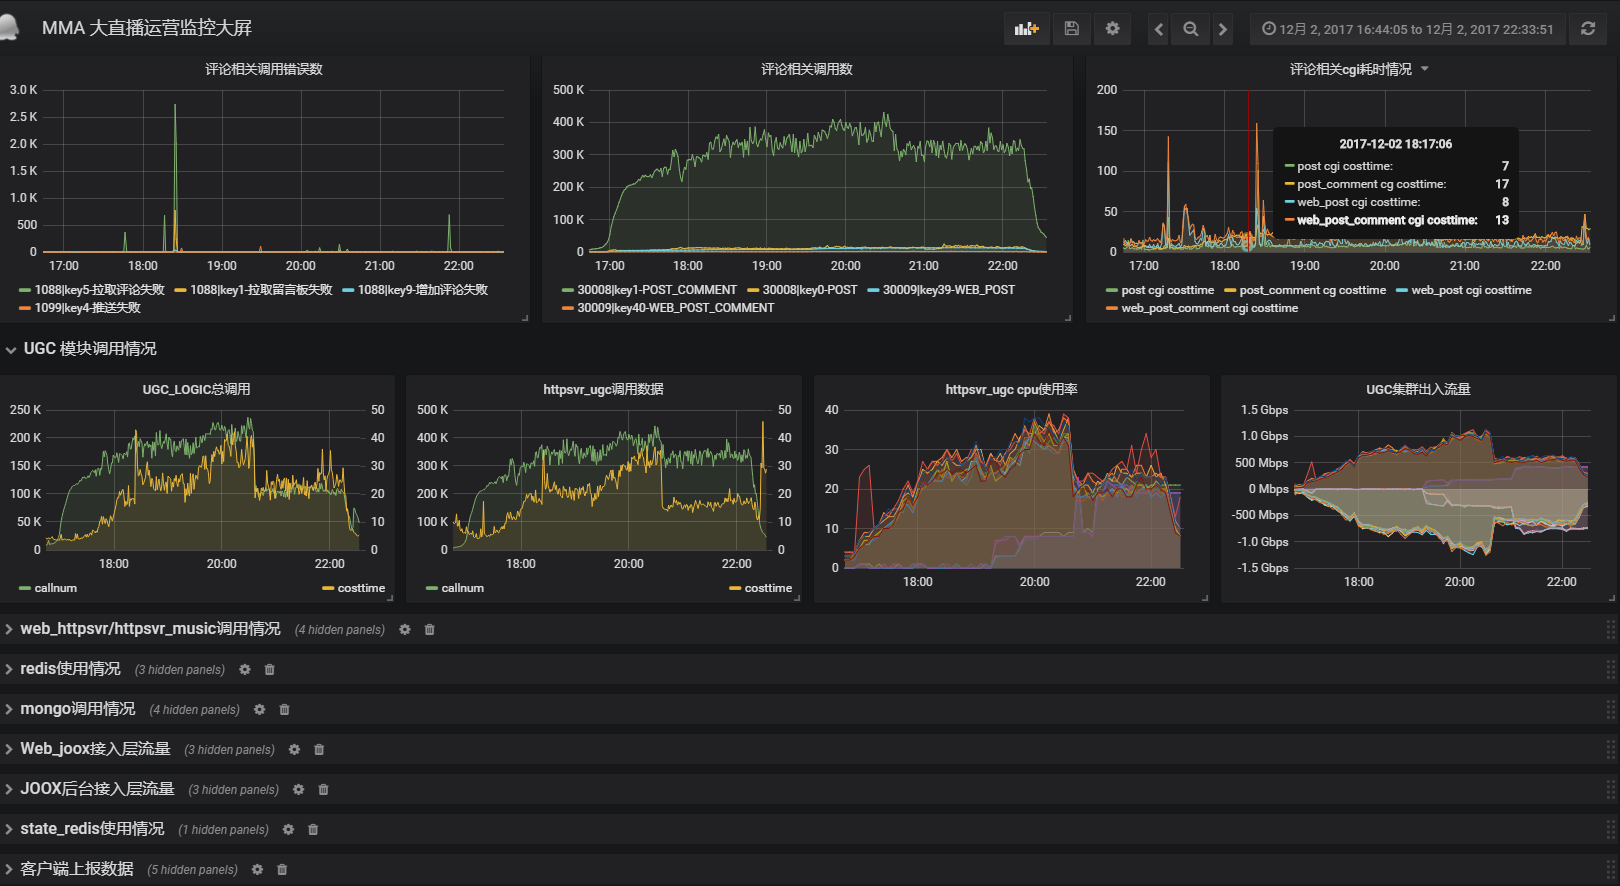 MMA 大直播运营监控大屏
12月 2, 2017 16:44:05 to 12月 2, 2017 22:33:51
评论相关调用错误数
3.0 K
2.5 K
2.0 K
1.5 K
1.0 K
500
0
17:00 18:00 19:00 20:00 21:00 22:00
1088|key5-拉取评论失败 1088|key1-拉取留言板失败 1088|key9-增加评论失败
1099|key4-推送失败
评论相关调用数
500 K
400 K
300 K
200 K
100 K
0
17:00 18:00 19:00 20:00 21:00 22:00
30008|key1-POST_COMMENT 30008|key0-POST 30009|key39-WEB_POST
30009|key40-WEB_POST_COMMENT
评论相关cgi耗时情况
200
150
100
50
0
17:00 18:00 19:00 20:00 21:00 22:00
2017-12-02 18:17:06
post cgi costtime: 7
post_comment cg costtime: 17
web_post cgi costtime: 8
web_post_comment cgi costtime: 13
post cgi costtime post_comment cg costtime web_post cgi costtime
web_post_comment cgi costtime
UGC 模块调用情况
UGC_LOGIC总调用
250 K 50
200 K 40
150 K 30
100 K 20
50 K 10
0 0
18:00 20:00 22:00
callnum costtime
httpsvr_ugc调用数据
500 K 50
400 K 40
300 K 30
200 K 20
100 K 10
0 0
18:00 20:00 22:00
callnum costtime
httpsvr_ugc cpu使用率
40
30
20
10
0
18:00 20:00 22:00
UGC集群出入流量
1.5 Gbps
1.0 Gbps
500 Mbps
0 Mbps
-500 Mbps
-1.0 Gbps
-1.5 Gbps
18:00 20:00 22:00
web_httpsvr/httpsvr_music调用情况 (4 hidden panels)
redis使用情况 (3 hidden panels)
mongo调用情况 (4 hidden panels)
Web_joox接入层流量 (3 hidden panels)
JOOX后台接入层流量 (3 hidden panels)
state_redis使用情况 (1 hidden panels)
客户端上报数据 (5 hidden panels)